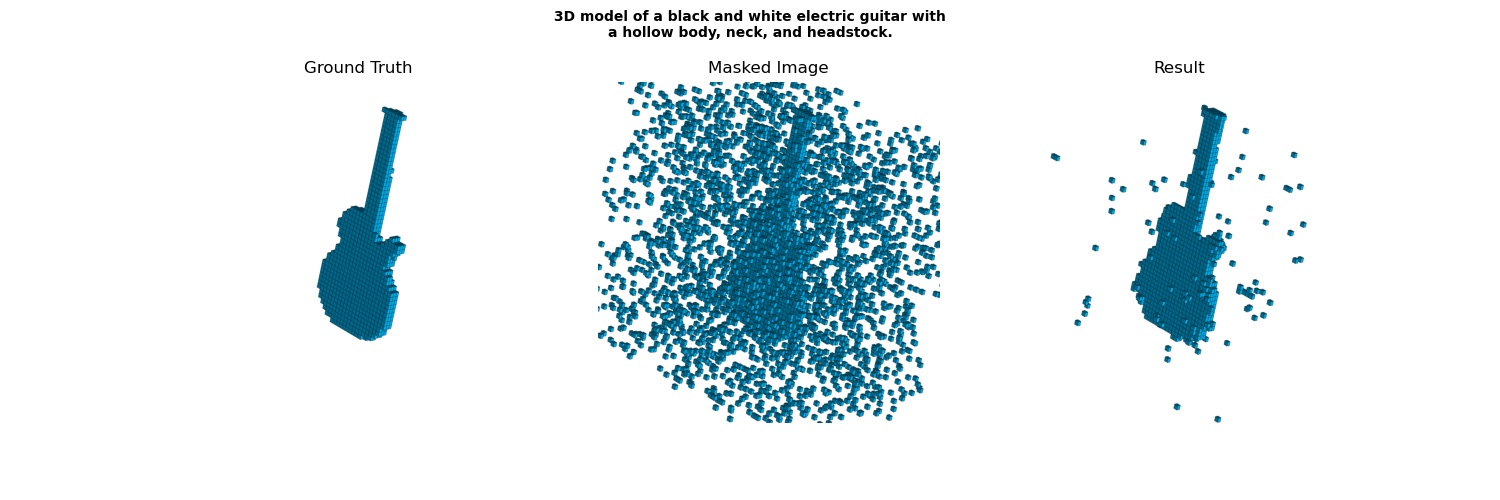 3D model of a black and white electric guitar with
a hollow body, neck, and headstock.
Ground Truth
Masked Image
Result